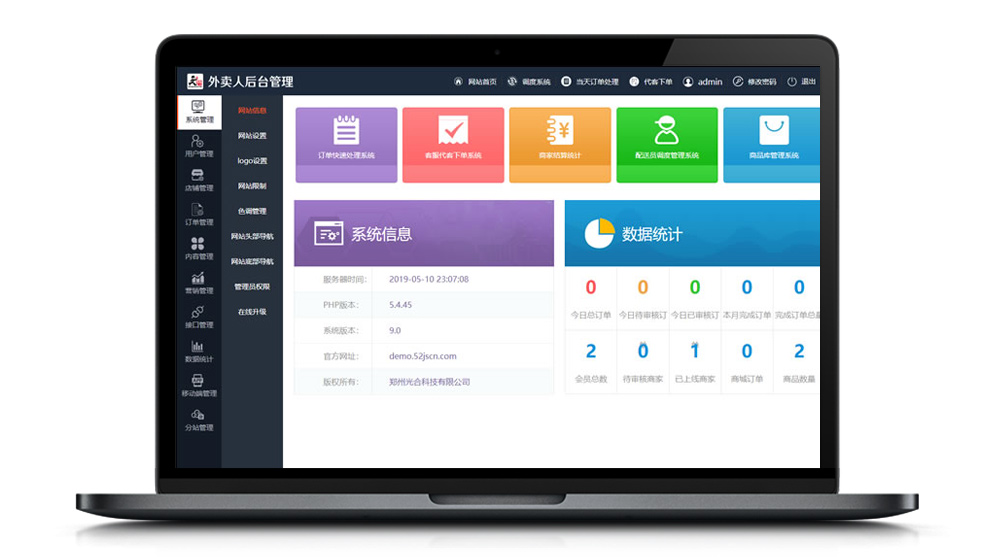 外卖人后台管理
网站首页 调度系统 当天订单处理 代客下单 admin 修改密码 退出
系统管理
用户管理
店铺管理
订单管理
内容管理
营销管理
接口管理
数据统计
移动端管理
分站管理
网站信息
网站设置
logo设置
网站限制
色调管理
网站头部导航
网站底部导航
管理员权限
在线升级
订单快速处理系统 客服代客下单系统 商家结算统计 配送员调度管理系统 商品库管理系统
系统信息
服务器时间: 2019-05-10 23:07:08
PHP版本: 5.4.45
系统版本: 9.0
官方网址: demo.52jscn.com
版权所有: 郑州光合科技有限公司
数据统计
0 0 0 0 0
今日总订单 今日待审核订 今日已审核订 本月完成订单 完成订单总量
2 0 1 0 2
会员总数 待审核商家 已上线商家 商城订单 商品数量